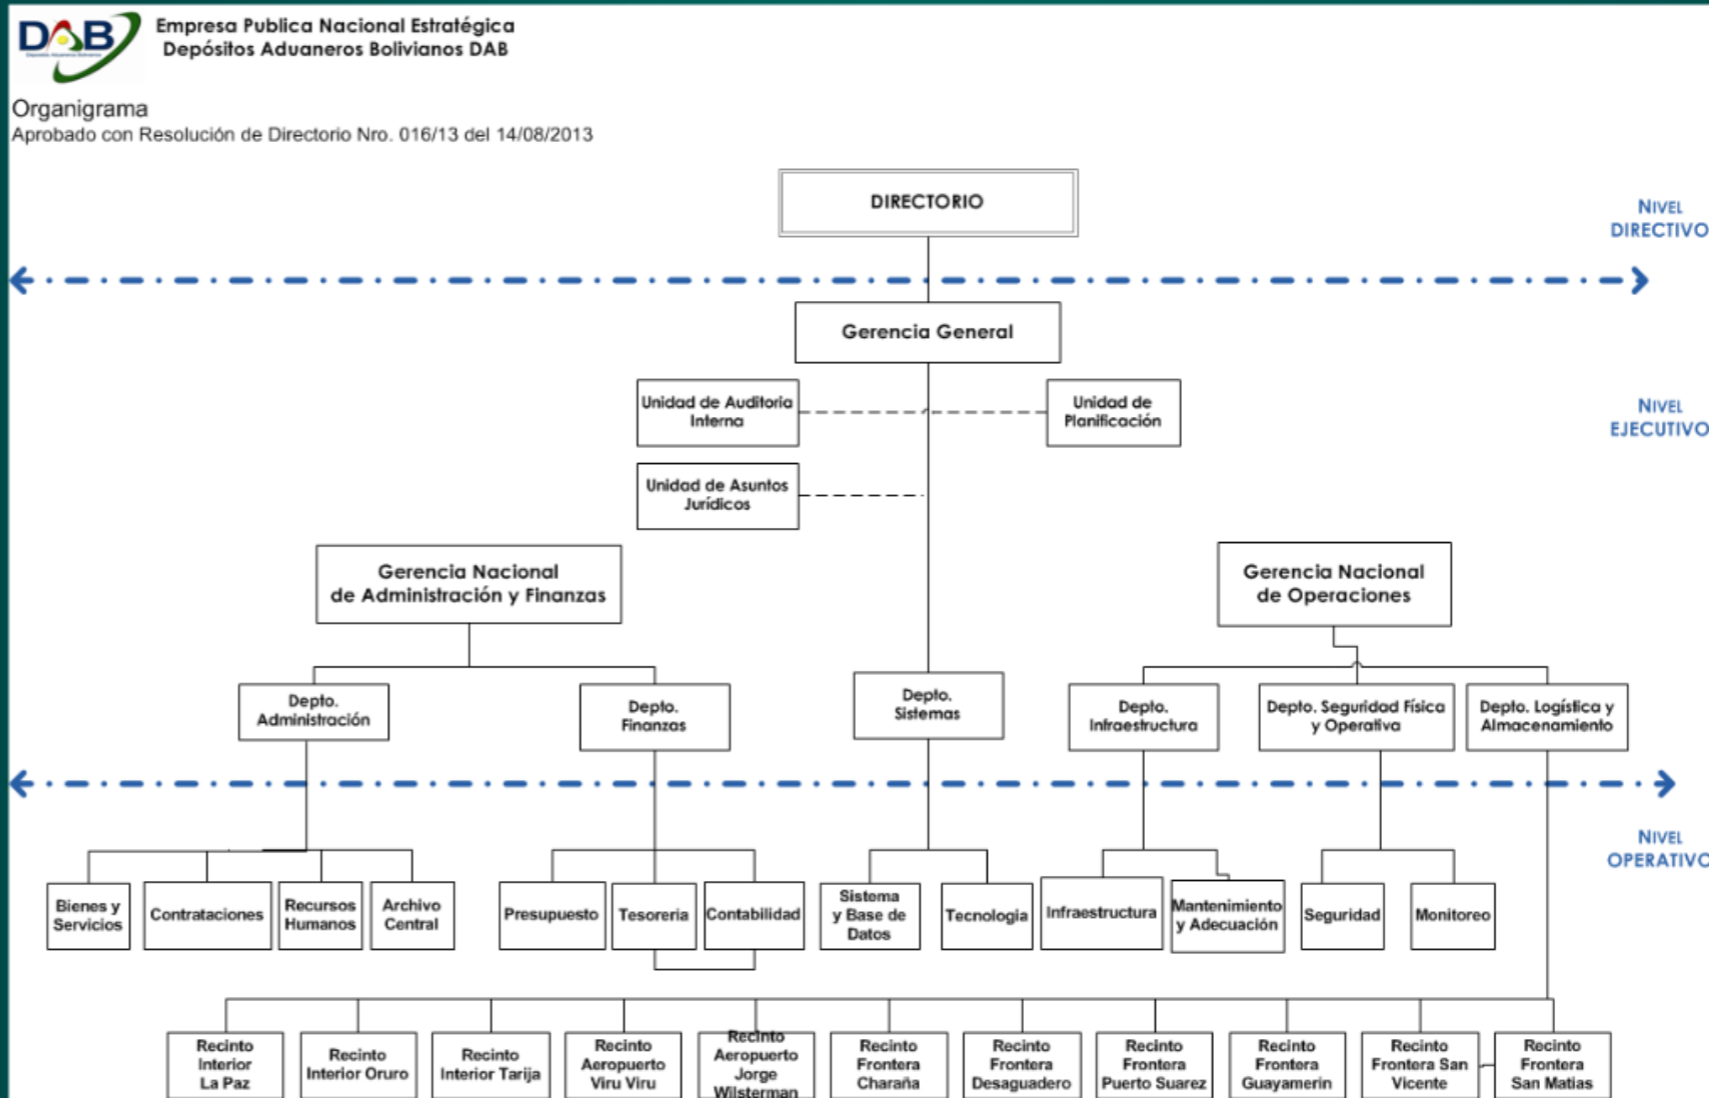 DAB
Empresa Publica Nacional Estratégica
Depósitos Aduaneros Bolivianos DAB
Organigrama
Aprobado con Resolución de Directorio Nro. 016/13 del 14/08/2013
DIRECTORIO
NIVEL
DIRECTIVO
Gerencia General
Unidad de Auditoria
Interna
Unidad de
Planificación
NIVEL
EJECUTIVO
Unidad de Asuntos
Jurídicos
Gerencia Nacional
de Administración y Finanzas
Gerencia Nacional
de Operaciones
Depto.
Administración
Depto.
Finanzas
Depto.
Sistemas
Depto.
Infraestructura
Depto. Seguridad Física
y Operativa
Depto. Logística y
Almacenamiento
NIVEL
OPERATIVO
Bienes y
Servicios
Contrataciones
Recursos
Humanos
Archivo
Central
Presupuesto
Tesoreria
Contabilidad
Sistema
y Base de
Datos
Tecnologia
Infraestructura
Mantenimiento
y Adecuación
Seguridad
Monitoreo
Recinto
Interior
La Paz
Recinto
Interior Oruro
Recinto
Interior Tarija
Recinto
Aeropuerto
Viru Viru
Recinto
Aeropuerto
Jorge
Wilsterman
Recinto
Frontera
Charaña
Recinto
Frontera
Desaguadero
Recinto
Frontera
Puerto Suarez
Recinto
Frontera
Guayamerin
Recinto
Frontera San
Vicente
Recinto
Frontera
San Matias